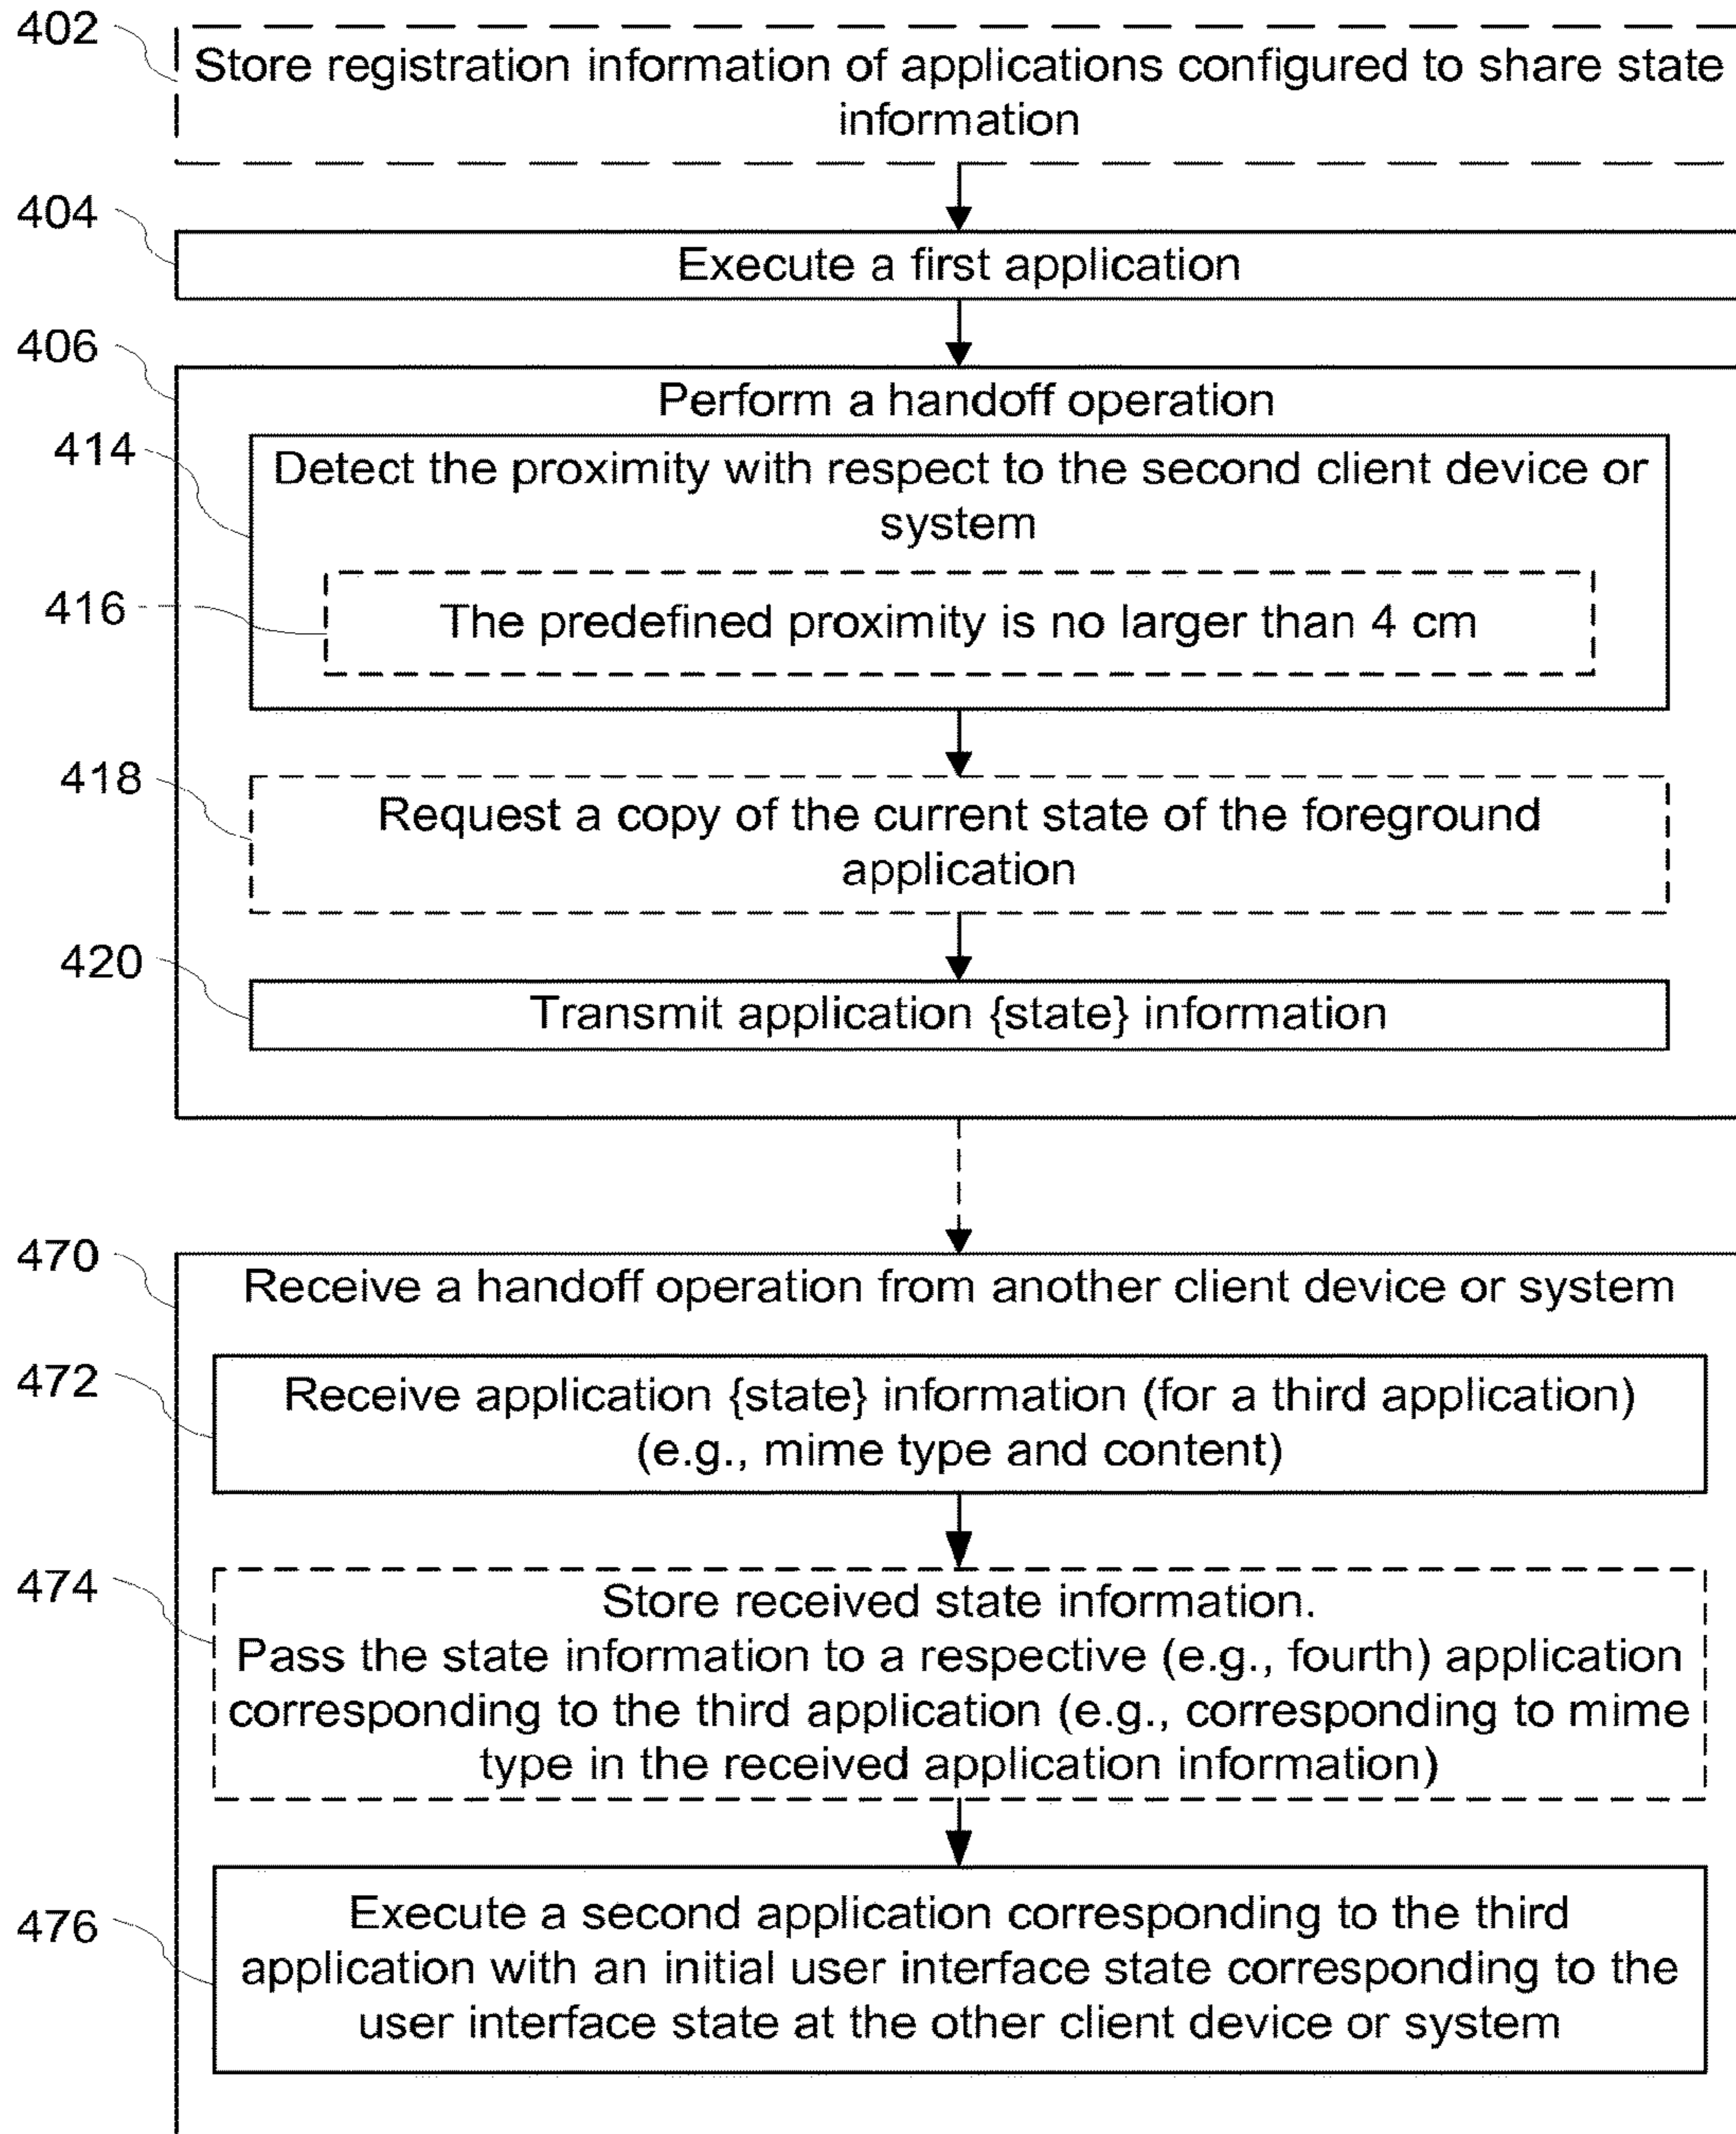 402
Store registration information of applications configured to share state
information
404
Execute a first application
406
Perform a handoff operation
414
Detect the proximity with respect to the second client device or
system
416
The predefined proximity is no larger than 4 cm
418
Request a copy of the current state of the foreground
application
420
Transmit application {state} information
470
Receive a handoff operation from another client device or system
472
Receive application {state} information (for a third application)
(e.g., mime type and content)
474
Store received state information.
Pass the state information to a respective (e.g., fourth) application
corresponding to the third application (e.g., corresponding to mime
type in the received application information)
476
Execute a second application corresponding to the third
application with an initial user interface state corresponding to the
user interface state at the other client device or system